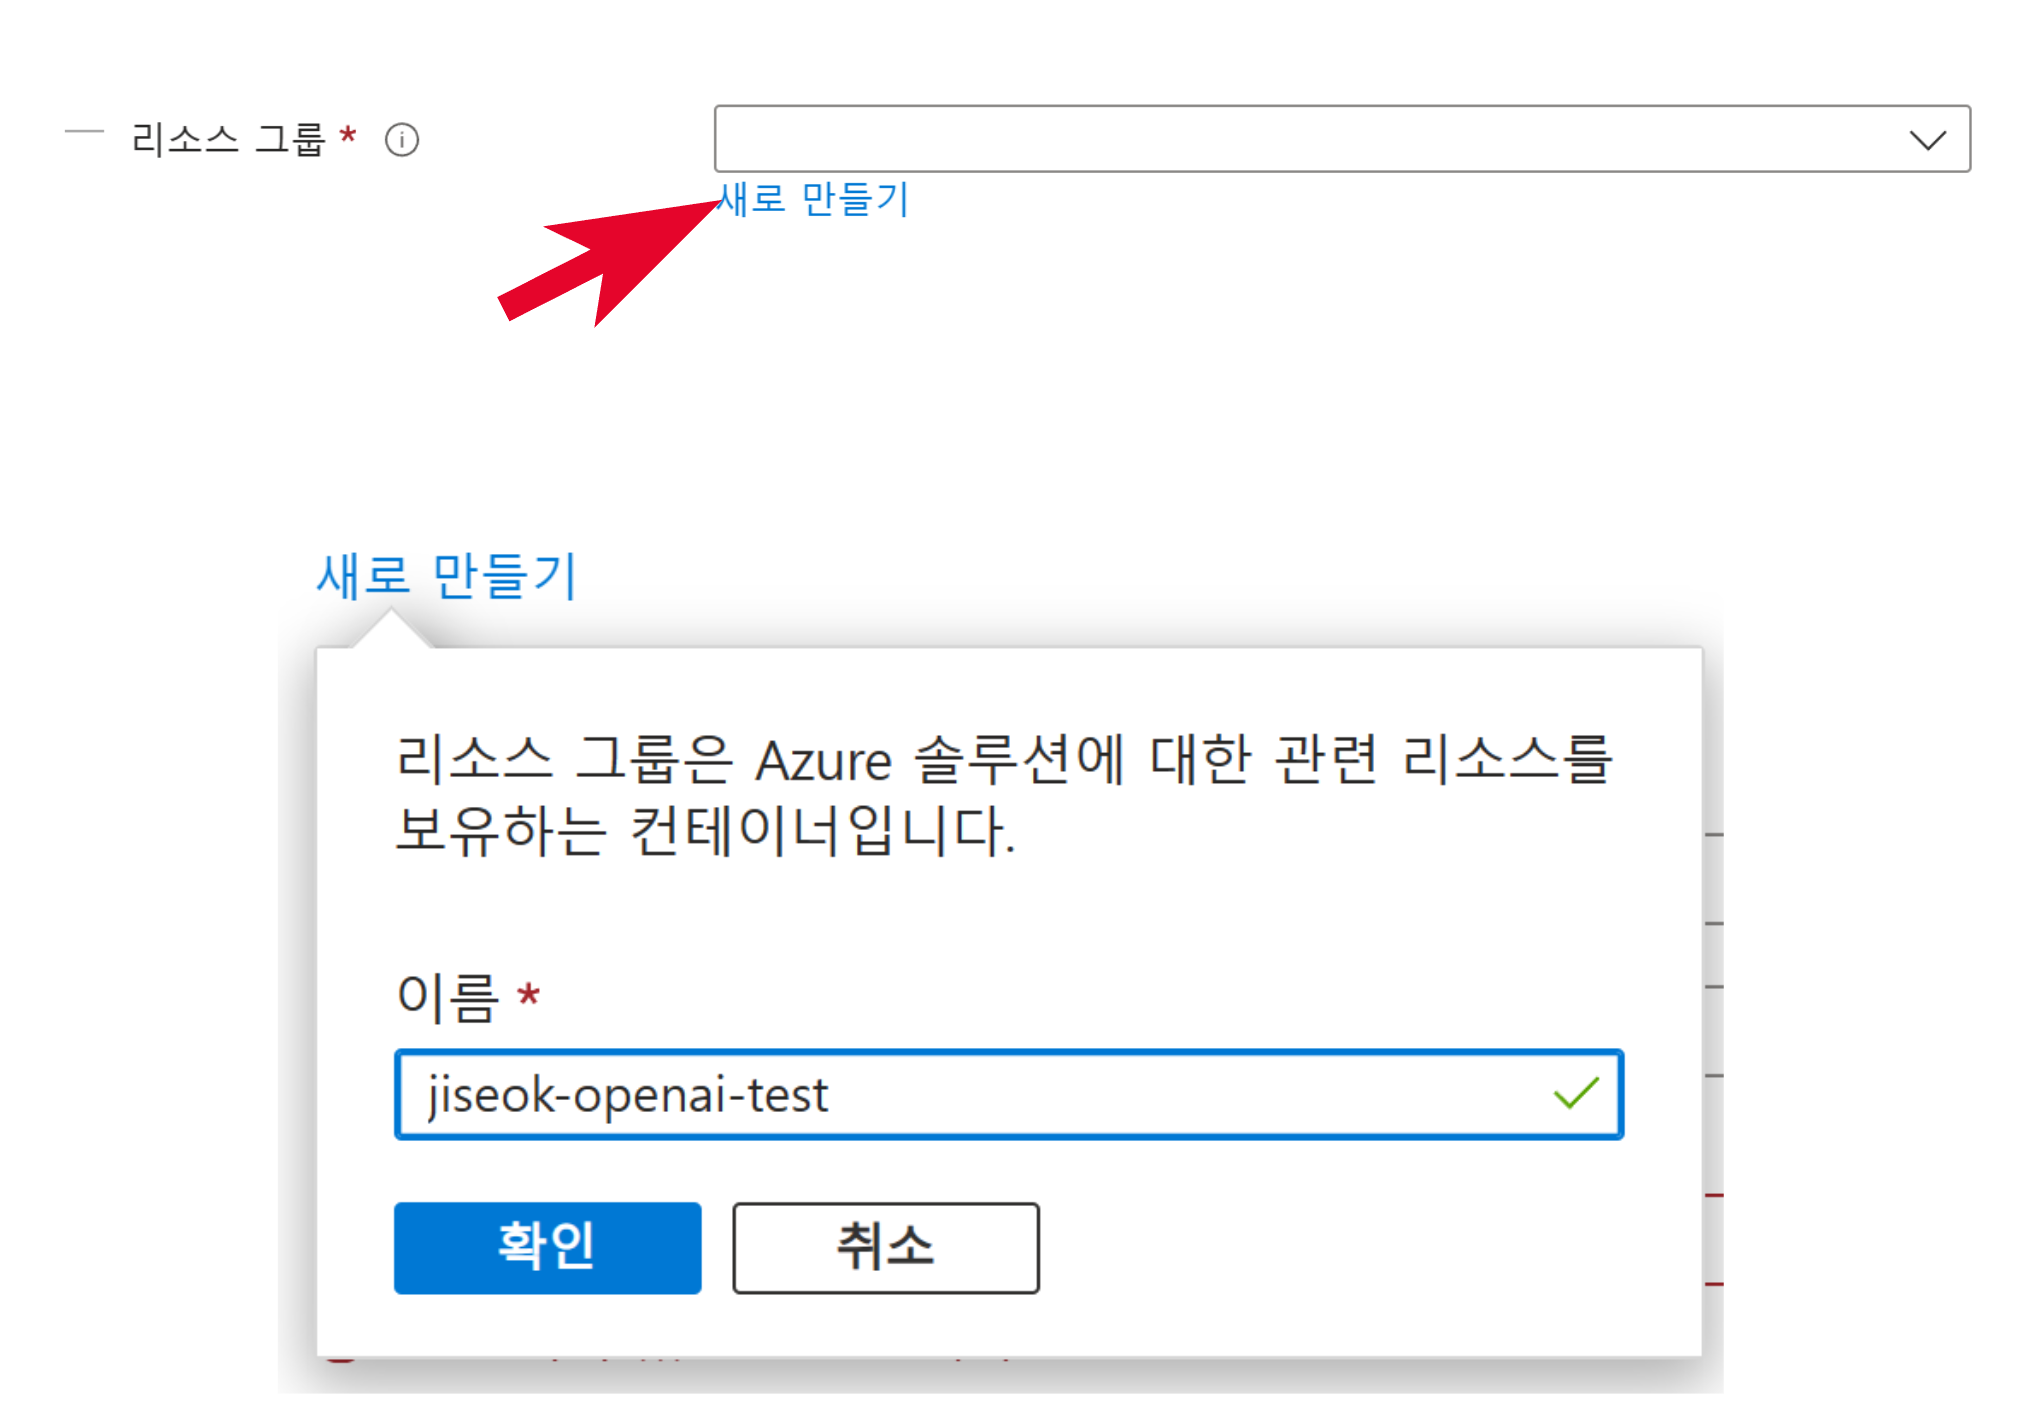 리소스 그룹 *
새로 만들기
새로 만들기
리소스 그룹은 Azure 솔루션에 대한 관련 리소스를
보유하는 컨테이너입니다.
이름 *
jiseok-openai-test
확인 취소